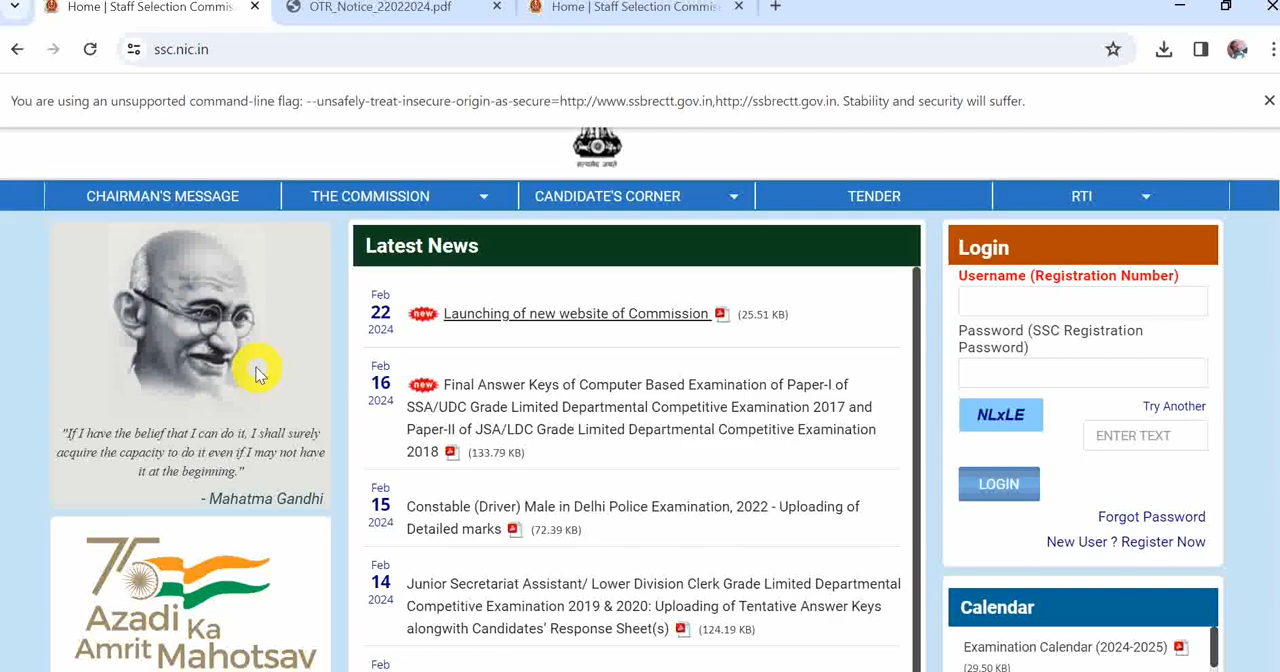 Home | Staff Selection Commis
OTR_Notice_22022024.pdf
Home | Staff Selection Commis
ssc.nic.in
You are using an unsupported command-line flag: --unsafely-treat-insecure-origin-as-secure=http://www.ssbrectt.gov.in,http://ssbrectt.gov.in. Stability and security will suffer.
सत्यमेव जयते
CHAIRMAN'S MESSAGE
THE COMMISSION
CANDIDATE'S CORNER
TENDER
RTI
"If I have the belief that I can do it, I shall surely
acquire the capacity to do it even if I may not have
it at the beginning."
- Mahatma Gandhi
75
Azadi Ka
Amrit Mahotsav
Latest News
Feb
22
2024
new Launching of new website of Commission (25.51 KB)
Feb
16
2024
new Final Answer Keys of Computer Based Examination of Paper-I of
SSA/UDC Grade Limited Departmental Competitive Examination 2017 and
Paper-II of JSA/LDC Grade Limited Departmental Competitive Examination
2018 (133.79 KB)
Feb
15
2024
Constable (Driver) Male in Delhi Police Examination, 2022 - Uploading of
Detailed marks (72.39 KB)
Feb
14
2024
Junior Secretariat Assistant/ Lower Division Clerk Grade Limited Departmental
Competitive Examination 2019 & 2020: Uploading of Tentative Answer Keys
alongwith Candidates' Response Sheet(s) (124.19 KB)
Feb
Login
Username (Registration Number)
Password (SSC Registration
Password)
NLxLE
Try Another
ENTER TEXT
LOGIN
Forgot Password
New User ? Register Now
Calendar
Examination Calendar (2024-2025)
(29.50 KB)